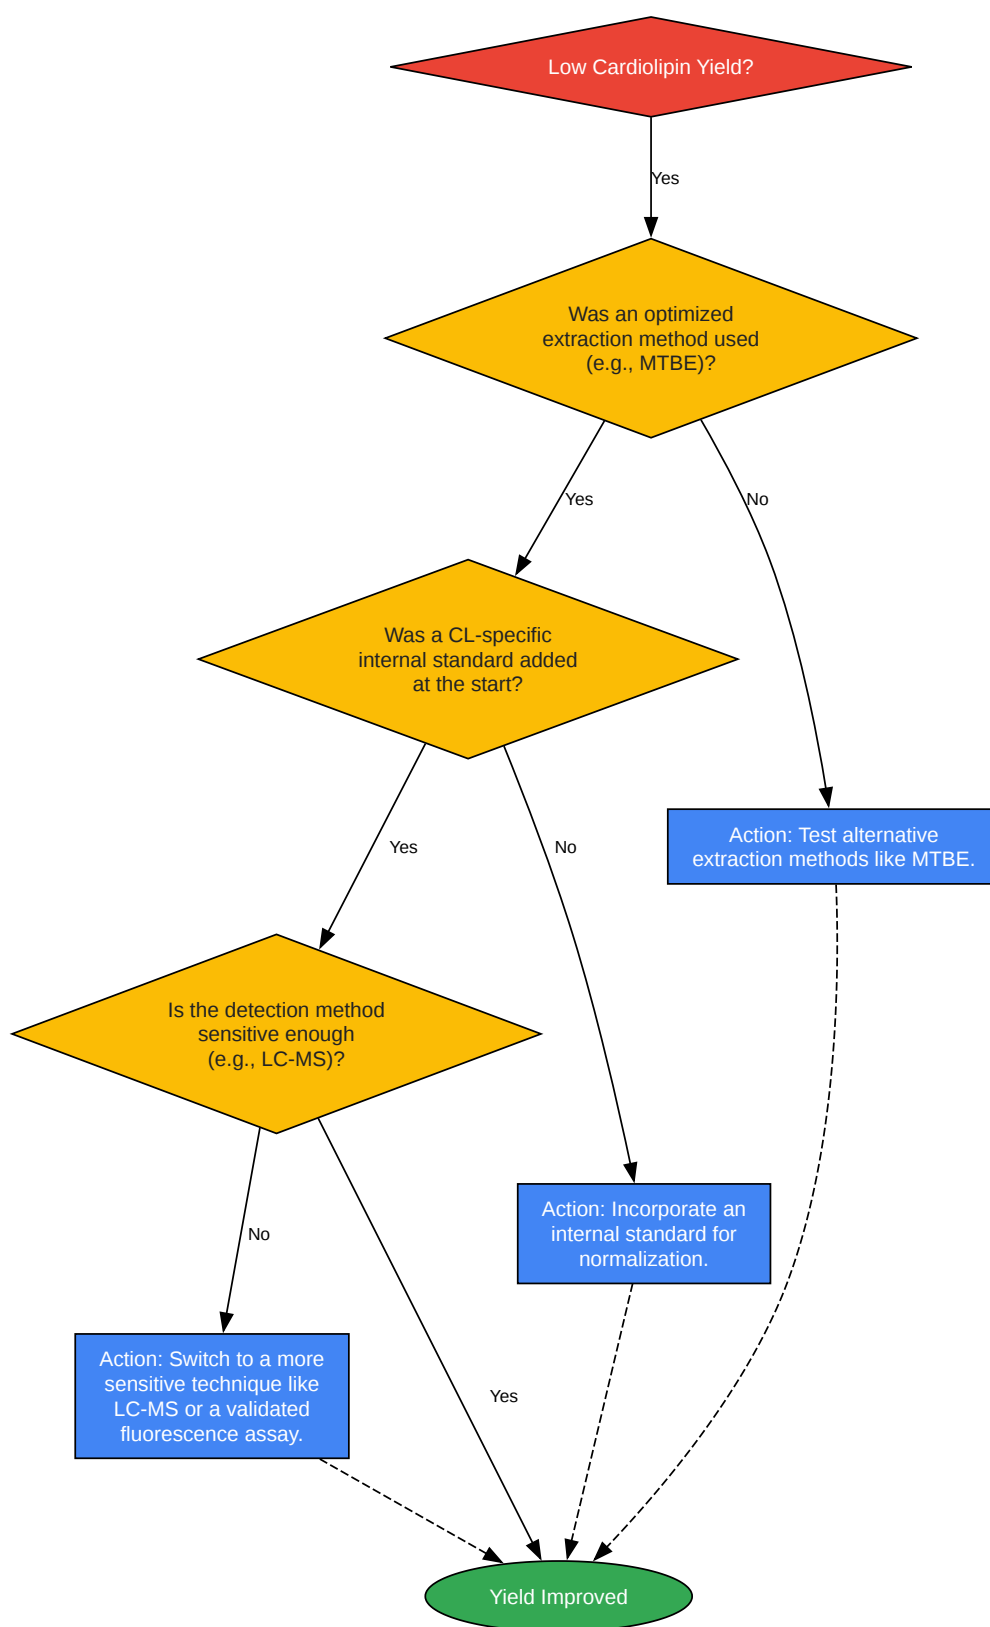 Low Cardiolipin Yield?
Yes
Was an optimized
extraction method used
(e.g., MTBE)?
Yes
No
Was a CL-specific
internal standard added
at the start?
Yes
No
Action: Test alternative
extraction methods like MTBE.
Is the detection method
sensitive enough
(e.g., LC-MS)?
No
Action: Incorporate an
internal standard for
normalization.
Action: Switch to a more
sensitive technique like
LC-MS or a validated
fluorescence assay.
Yes
Yield Improved